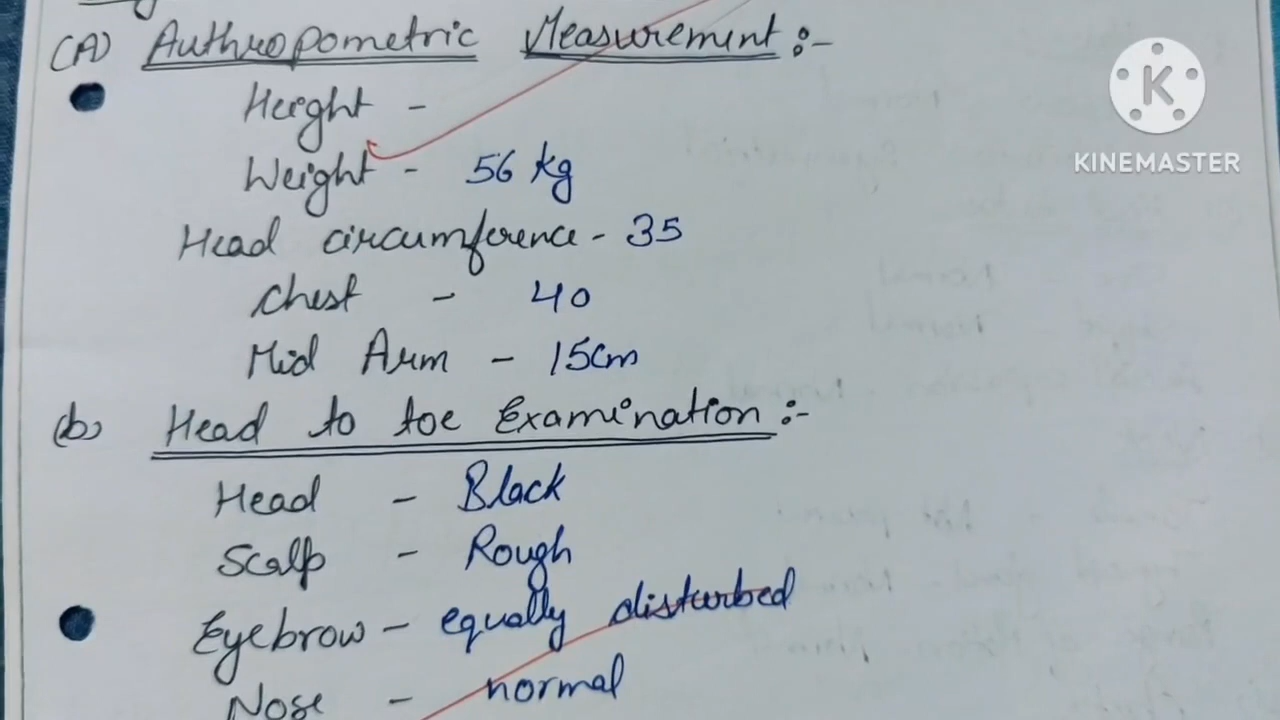 (A) Authropometric Measurement :-
Height -
Weight - 56 kg
Head circumference - 35
Chest - 40
Mid Arm - 15cm
(b) Head to toe Examination :-
Head - Black
Scalp - Rough
Eyebrow - equally disturbed
Nose - normal
K
KINEMASTER